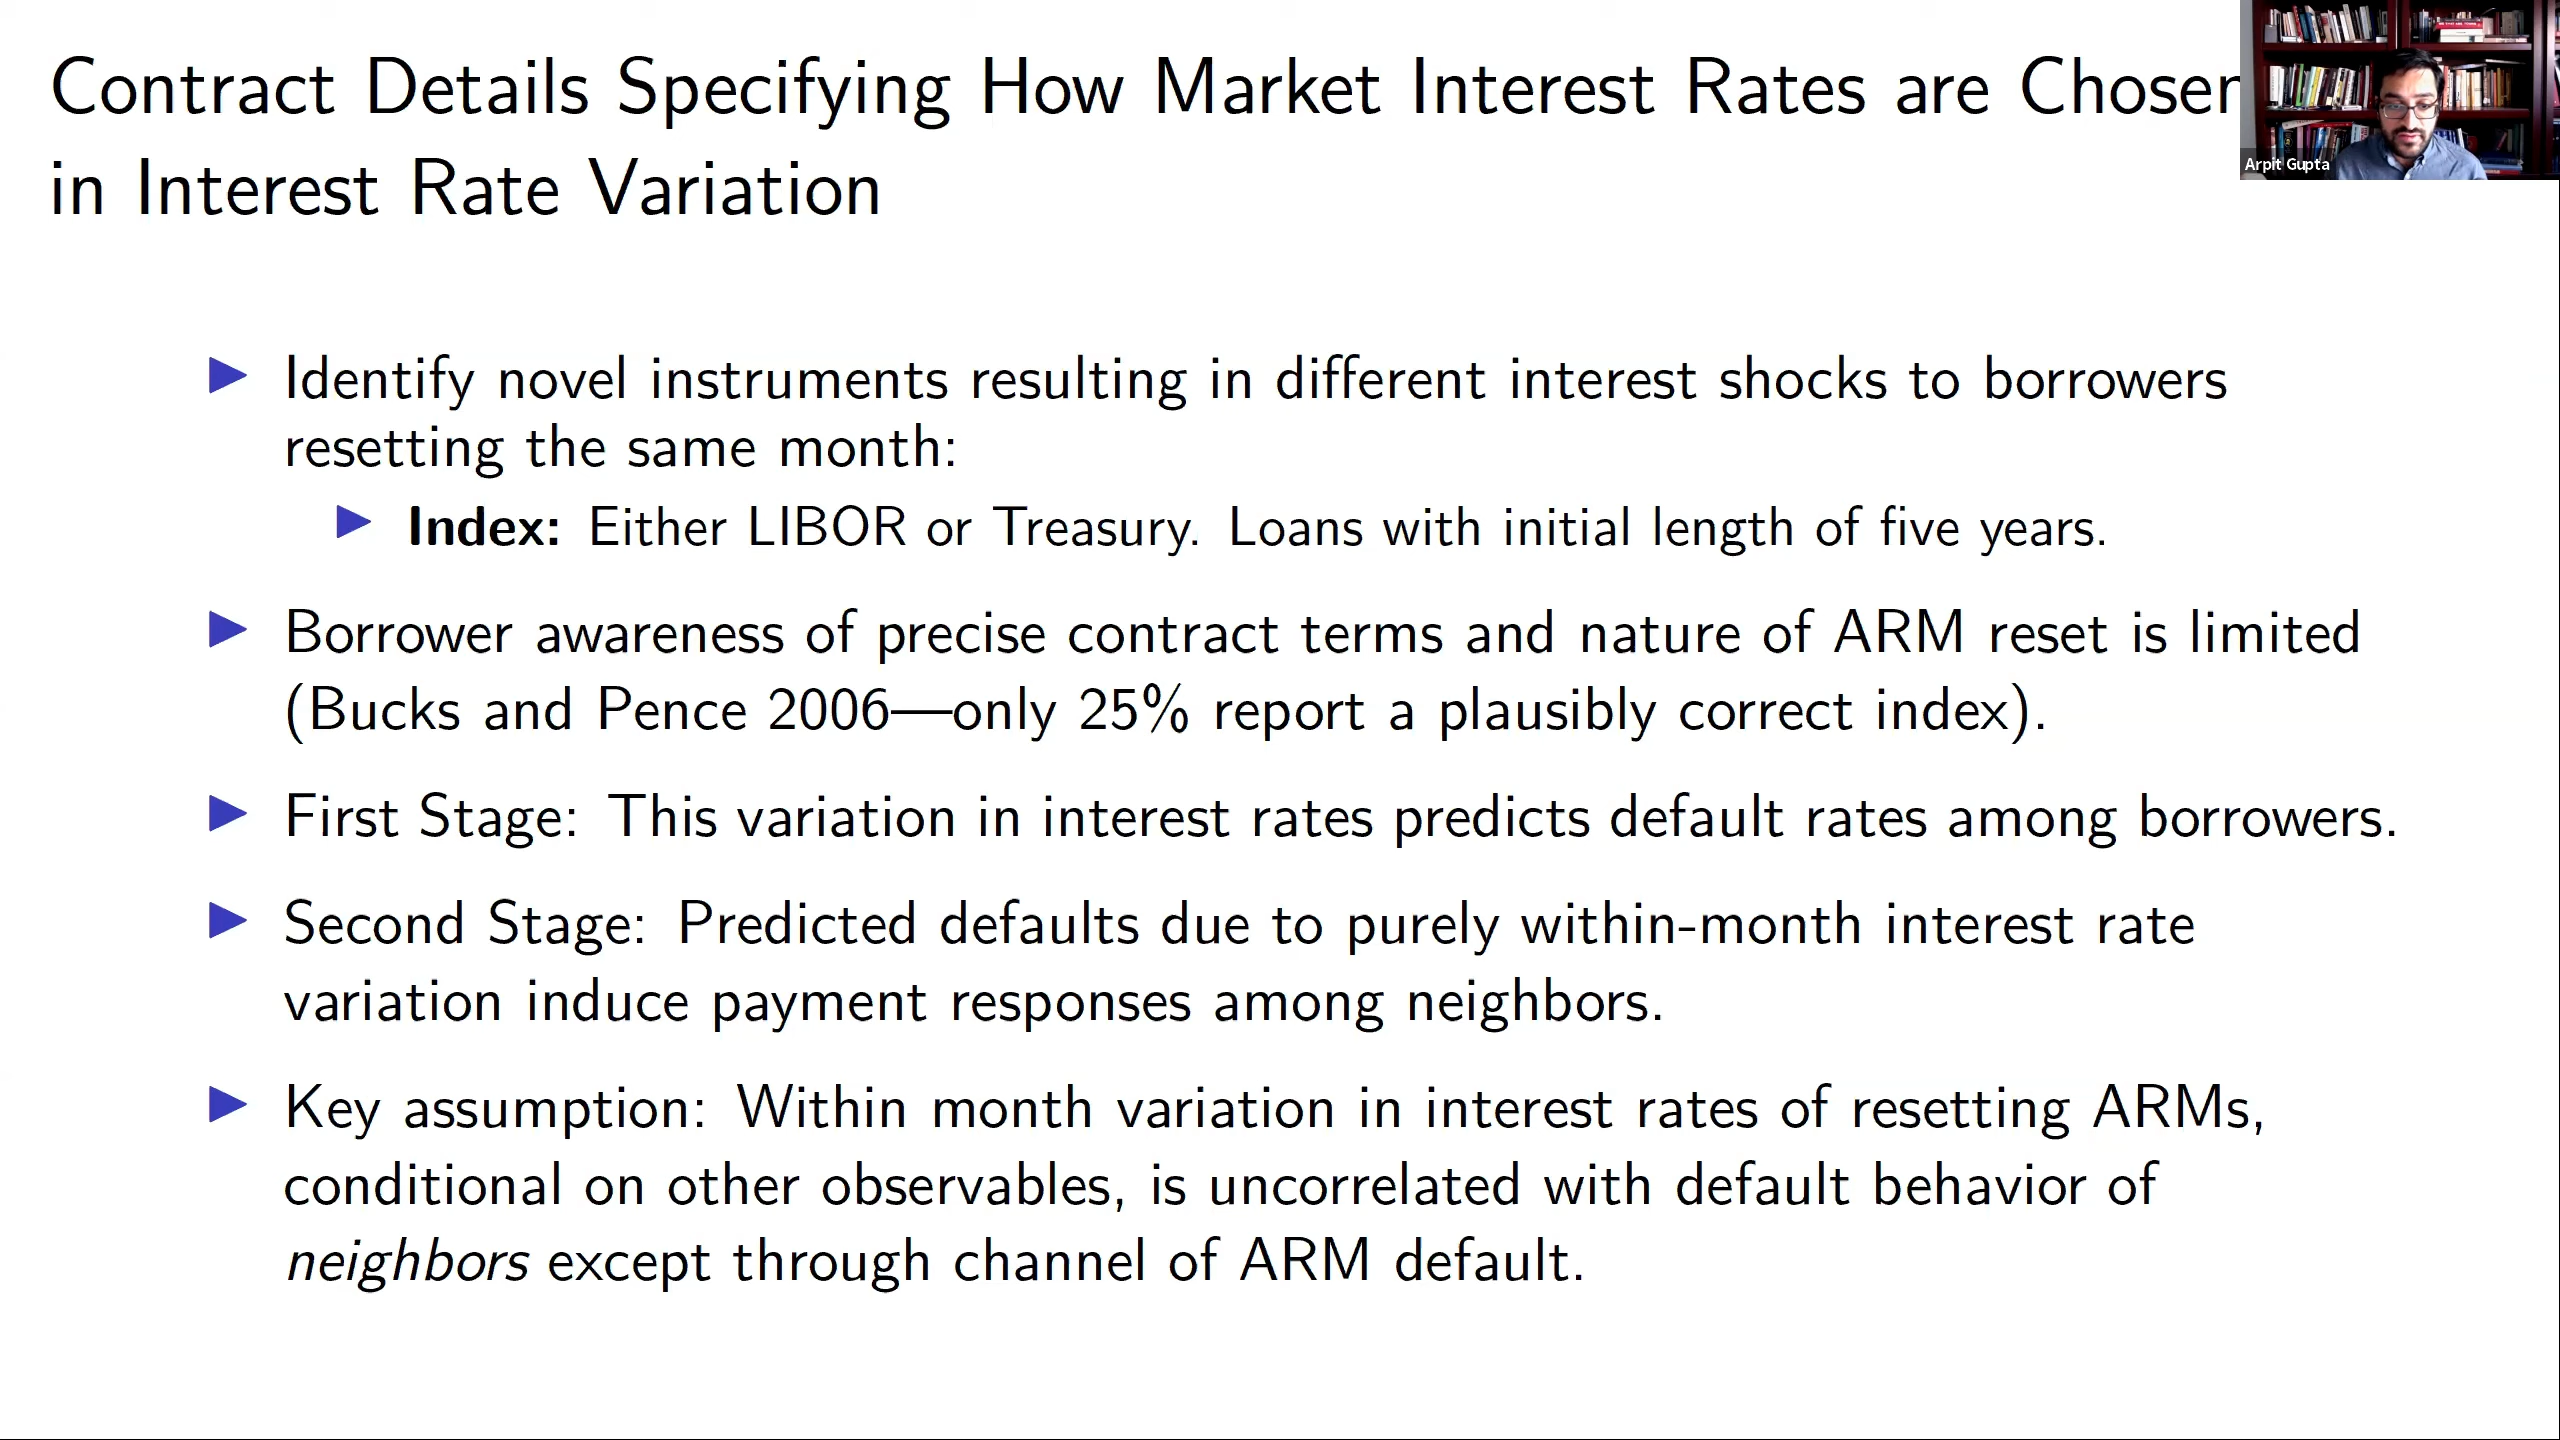 Contract Details Specifying How Market Interest Rates are Chosen
in Interest Rate Variation
Arpit Gupta
▶ Identify novel instruments resulting in different interest shocks to borrowers
resetting the same month:
▶ Index: Either LIBOR or Treasury. Loans with initial length of five years.
▶ Borrower awareness of precise contract terms and nature of ARM reset is limited
(Bucks and Pence 2006—only 25% report a plausibly correct index).
▶ First Stage: This variation in interest rates predicts default rates among borrowers.
▶ Second Stage: Predicted defaults due to purely within-month interest rate
variation induce payment responses among neighbors.
▶ Key assumption: Within month variation in interest rates of resetting ARMs,
conditional on other observables, is uncorrelated with default behavior of
neighbors except through channel of ARM default.